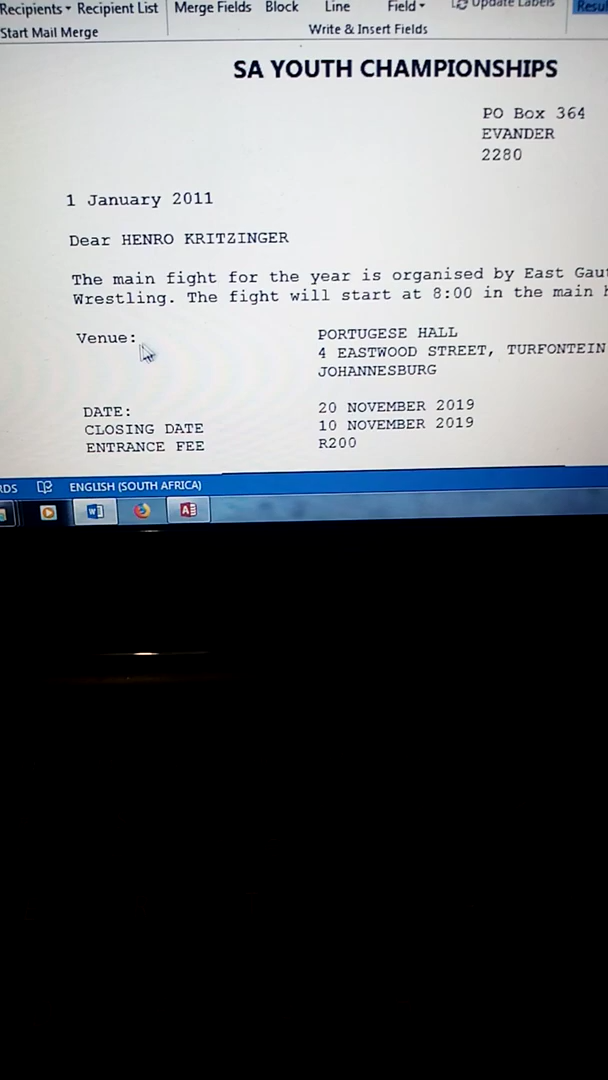 Recipients Recipient List Merge Fields Block Line Field Update Labels
Start Mail Merge Write & Insert Fields
SA YOUTH CHAMPIONSHIPS
PO Box 364
EVANDER
2280
1 January 2011
Dear HENRO KRITZINGER
The main fight for the year is organised by East
Wrestling. The fight will start at 8:00 in the main
Venue: PORTUGESE HALL
4 EASTWOOD STREET, TURFONTEIN
JOHANNESBURG
DATE: 20 NOVEMBER 2019
CLOSING DATE 10 NOVEMBER 2019
ENTRANCE FEE R200
ENGLISH (SOUTH AFRICA)